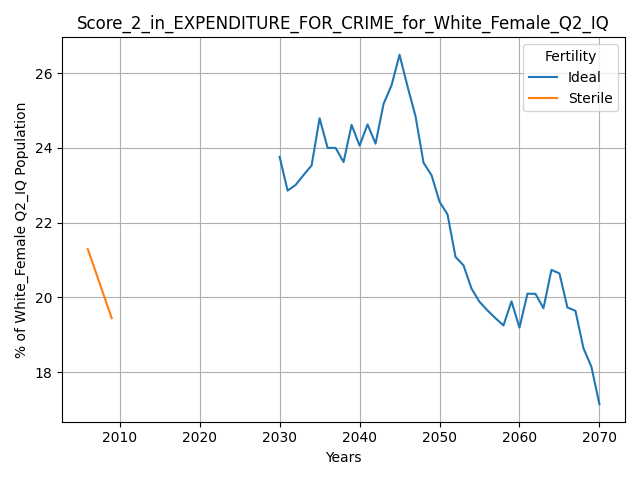 Score_2_in_EXPENDITURE_FOR_CRIME_for_White_Female_Q2_IQ
Fertility
Ideal
Sterile
% of White_Female Q2_IQ Population
26
24
22
20
18
2010 2020 2030 2040 2050 2060 2070
Years